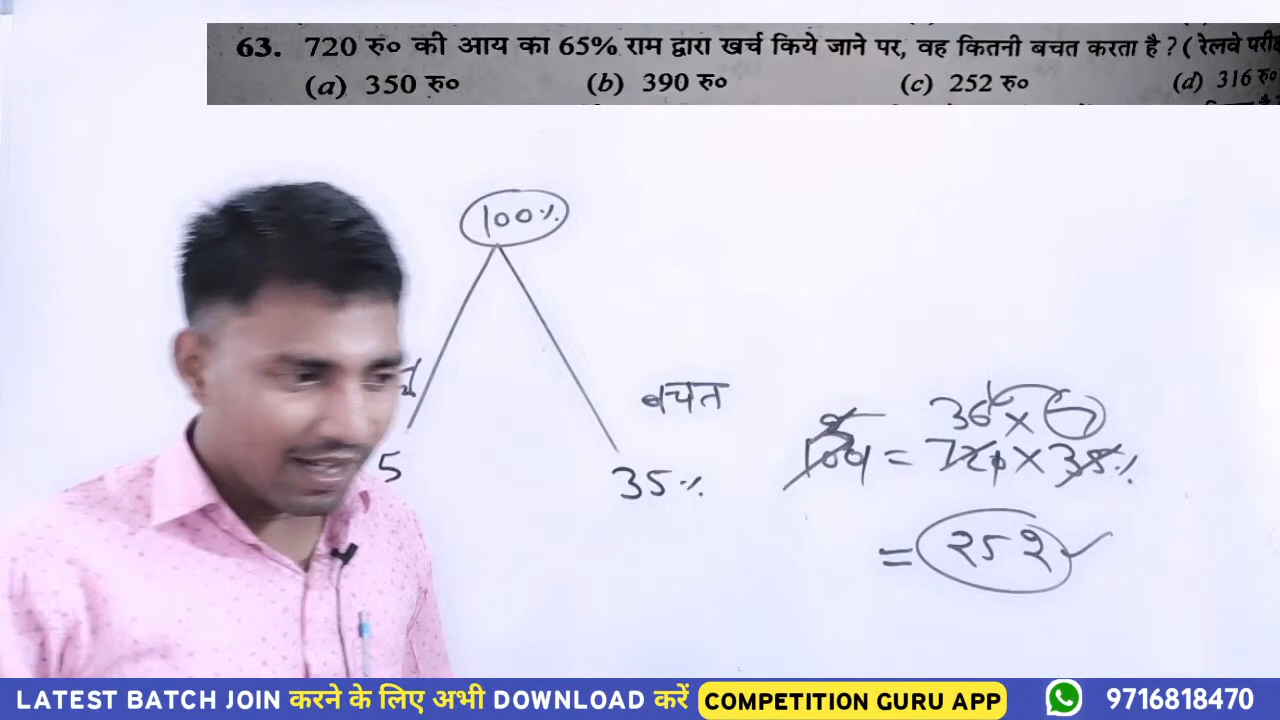 63. 720 रु० की आय का 65% राम द्वारा खर्च किये जाने पर, वह कितनी बचत करता है ? ( रेलवे
(a) 350 रु० (b) 390 रु० (c) 252 रु० (d) 316 रु०
100%
बचत
5
35%
36 × 7
100 = 720 × 35%
= 252
LATEST BATCH JOIN करने के लिए अभी DOWNLOAD करें COMPETITION GURU APP 9716818470